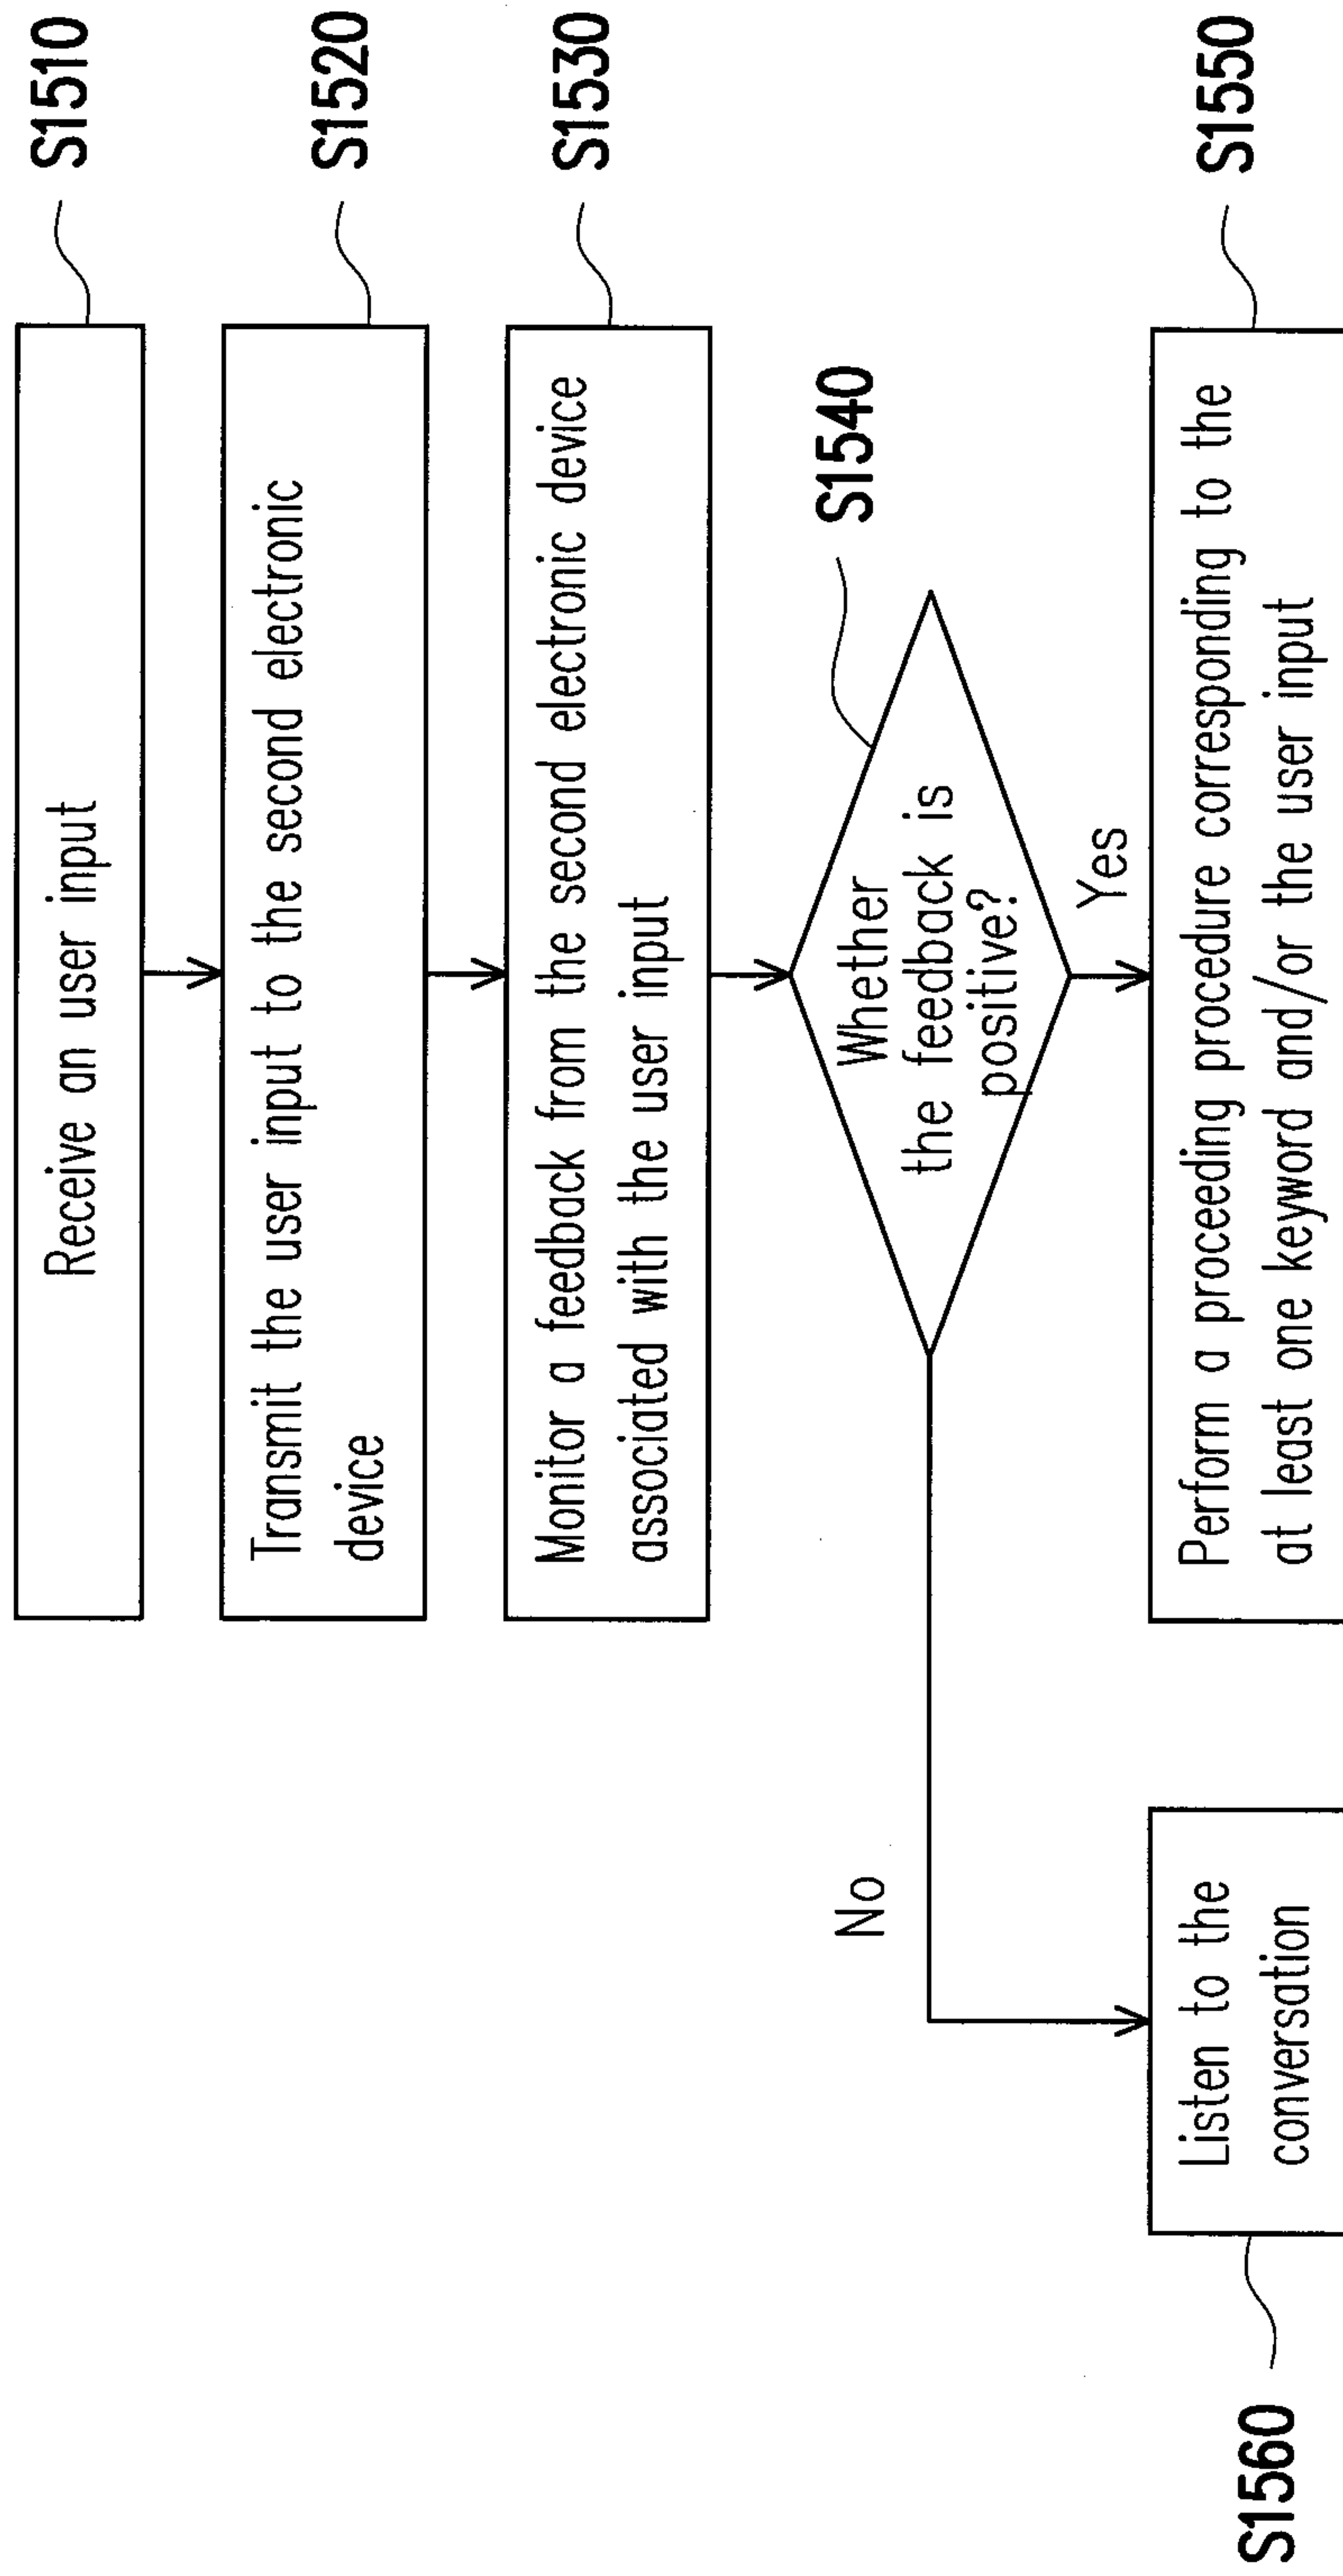 Receive an user input
S1510
Transmit the user input to the second electronic
device
S1520
Monitor a feedback from the second electronic device
associated with the user input
S1530
Whether
the feedback is
positive?
S1540
No
Yes
Listen to the
conversation
S1560
Perform a proceeding procedure corresponding to the
at least one keyword and/or the user input
S1550